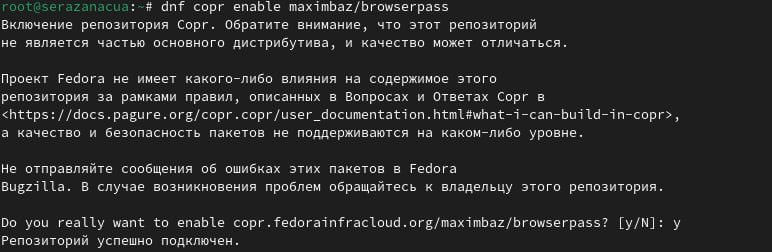 root@serazanacua:~# dnf copr enable maximbaz/browserpass
Включение репозитория Copr. Обратите внимание, что этот репозиторий
не является частью основного дистрибутива, и качество может отличаться.
Проект Fedora не имеет какого-либо влияния на содержимое этого
репозитория за рамками правил, описанных в Вопросах и Ответах Copr в
<https://docs.pagure.org/copr.copr/user_documentation.html#what-i-can-build-in-copr>,
а качество и безопасность пакетов не поддерживаются на каком-либо уровне.
Не отправляйте сообщения об ошибках этих пакетов в Fedora
Bugzilla. В случае возникновения проблем обращайтесь к владельцу этого репозитория.
Do you really want to enable copr.fedorainfracloud.org/maximbaz/browserpass? [y/N]: y
Репозиторий успешно подключен.